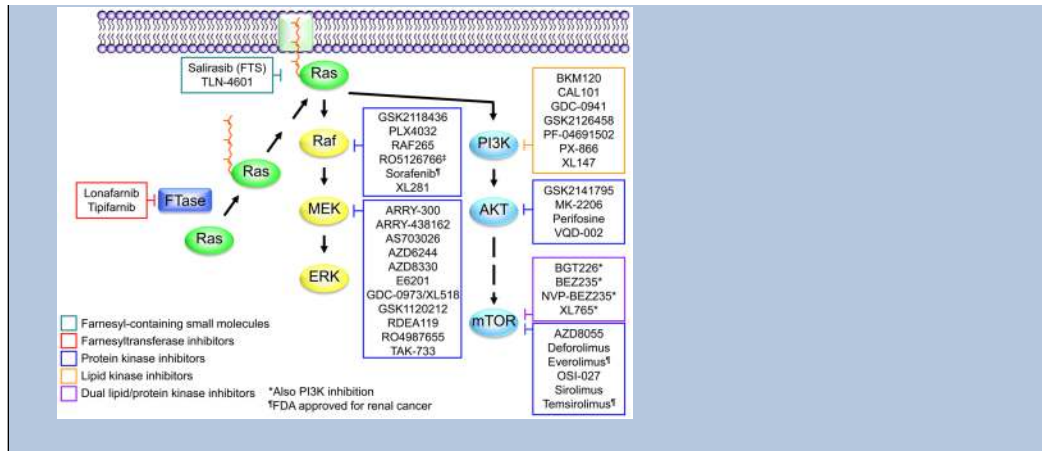 Salirasib (FTS)
TLN-4601
Ras
Ras
Lonafarnib
Tipifarnib
FTase
Ras
Raf
MEK
ERK
GSK2118436
PLX4032
RAF265
RO5126766‡
Sorafenib¶
XL281
ARRY-300
ARRY-438162
AS703026
AZD6244
AZD8330
E6201
GDC-0973/XL518
GSK1120212
RDEA119
RO4987655
TAK-733
PI3K
AKT
mTOR
BKM120
CAL101
GDC-0941
GSK2126458
PF-04691502
PX-866
XL147
GSK2141795
MK-2206
Perifosine
VQD-002
BGT226*
BEZ235*
NVP-BEZ235*
XL765*
AZD8055
Deforolimus
Everolimus¶
OSI-027
Sirolimus
Temsirolimus¶
Farnesyl-containing small molecules
Farnesyltransferase inhibitors
Protein kinase inhibitors
Lipid kinase inhibitors
Dual lipid/protein kinase inhibitors
*Also PI3K inhibition
¶FDA approved for renal cancer